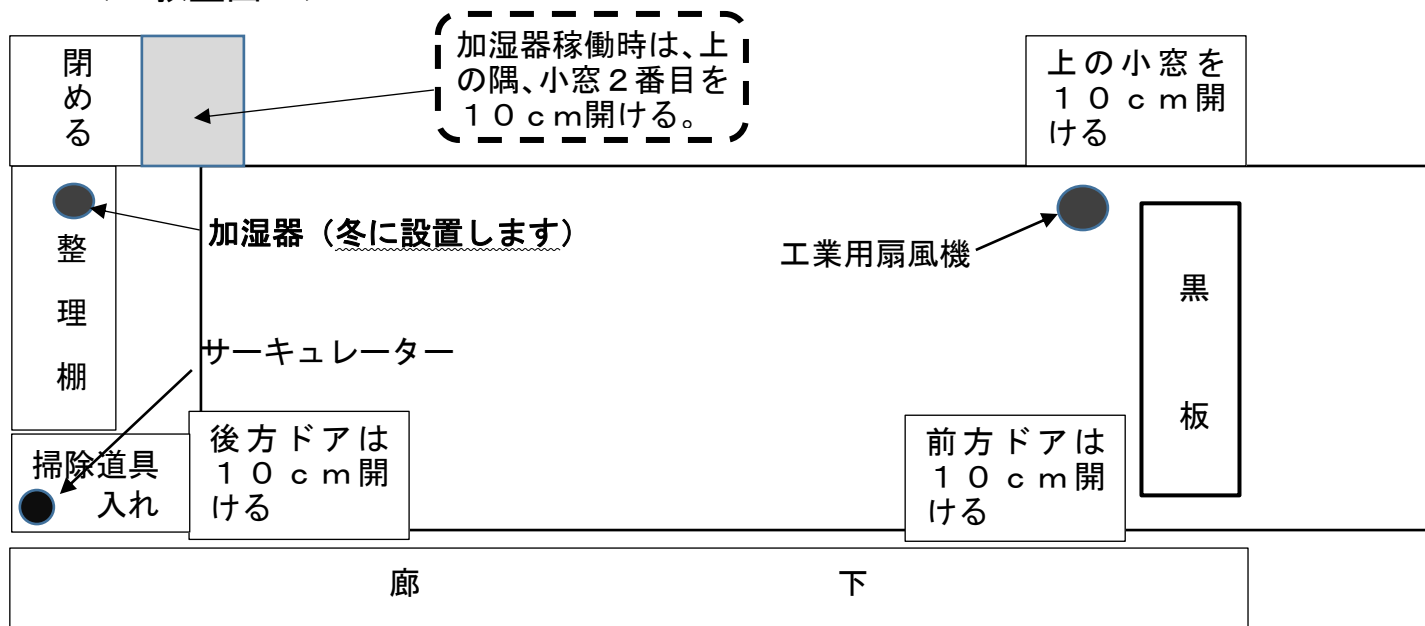 閉める
加湿器稼働時は、上
の隅、小窓２番目を
１０ｃｍ開ける。
上の小窓を
１０ｃｍ開
ける
加湿器（冬に設置します）
工業用扇風機
整理棚
サーキュレーター
黒板
掃除道具
入れ
後方ドアは
１０ｃｍ開
ける
前方ドアは
１０ｃｍ開
ける
廊下